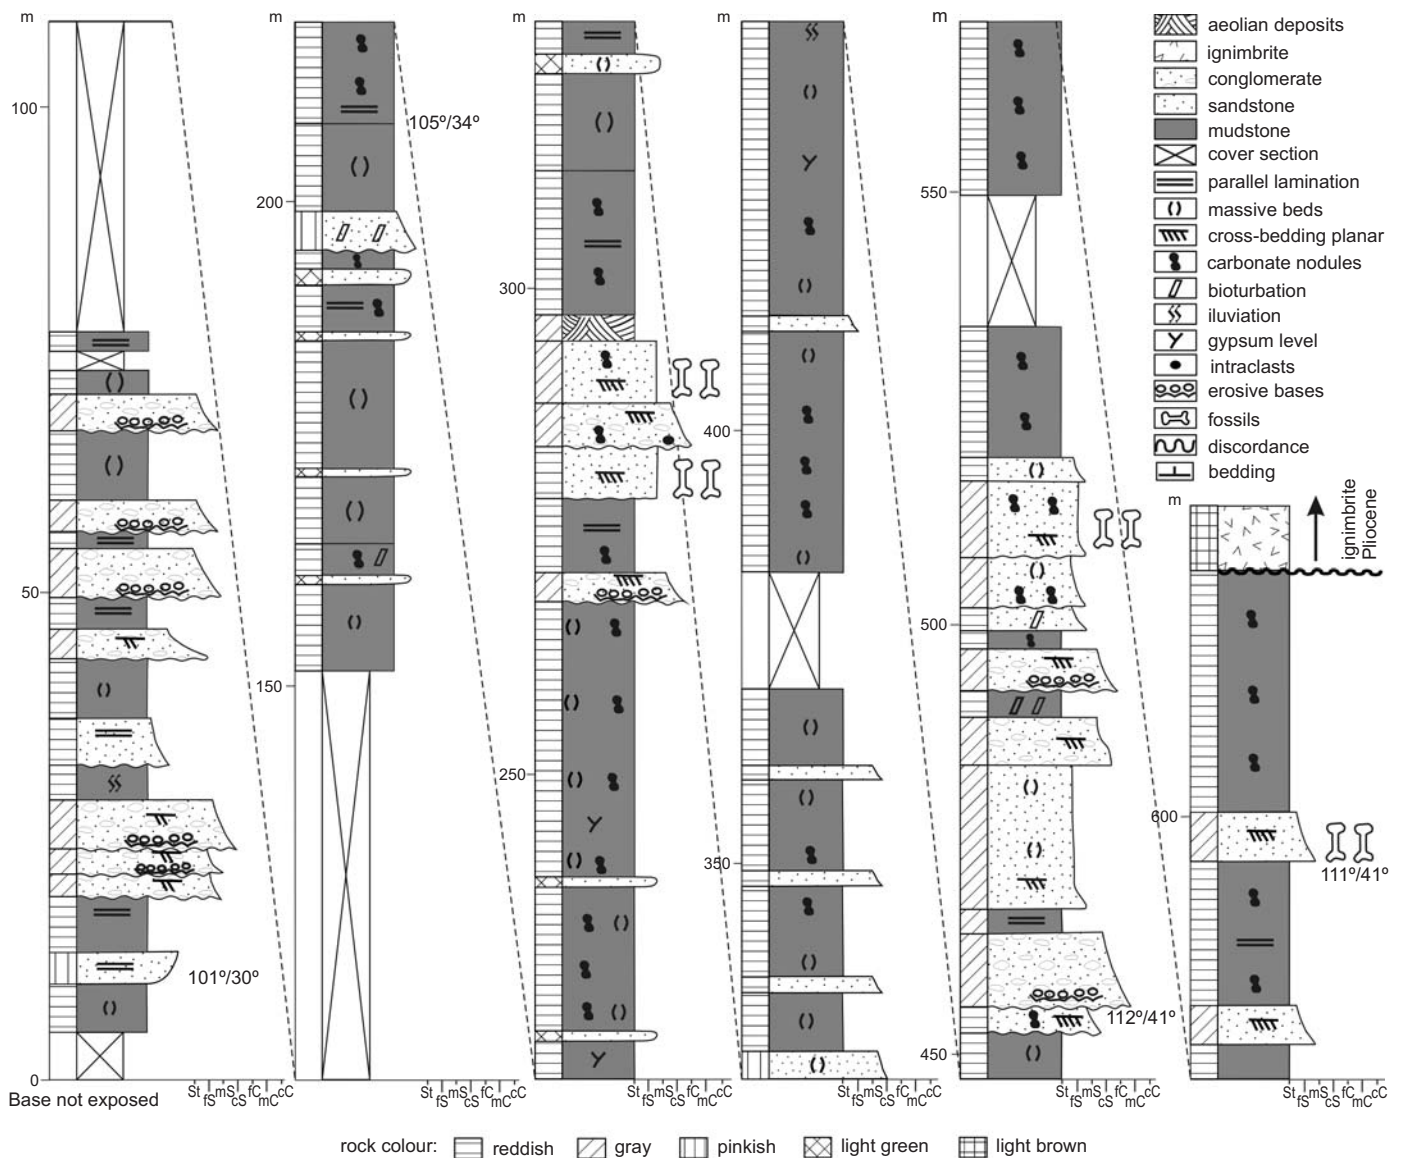 m
100
50
0
Base not exposed
101º/30º
St fS mS cS fC mC cC
m
105º/34º
200
150
St fS mS cS fC mC cC
m
300
250
St fS mS cS fC mC cC
m
400
350
St fS mS cS fC mC cC
m
550
500
450
112º/41º
St fS mS cS fC mC cC
m
600
ignimbrite
Pliocene
111º/41º
St fS mS cS fC mC cC
aeolian deposits
ignimbrite
conglomerate
sandstone
mudstone
cover section
parallel lamination
massive beds
cross-bedding planar
carbonate nodules
bioturbation
iluviation
gypsum level
intraclasts
erosive bases
fossils
discordance
bedding
rock colour: reddish gray pinkish light green light brown